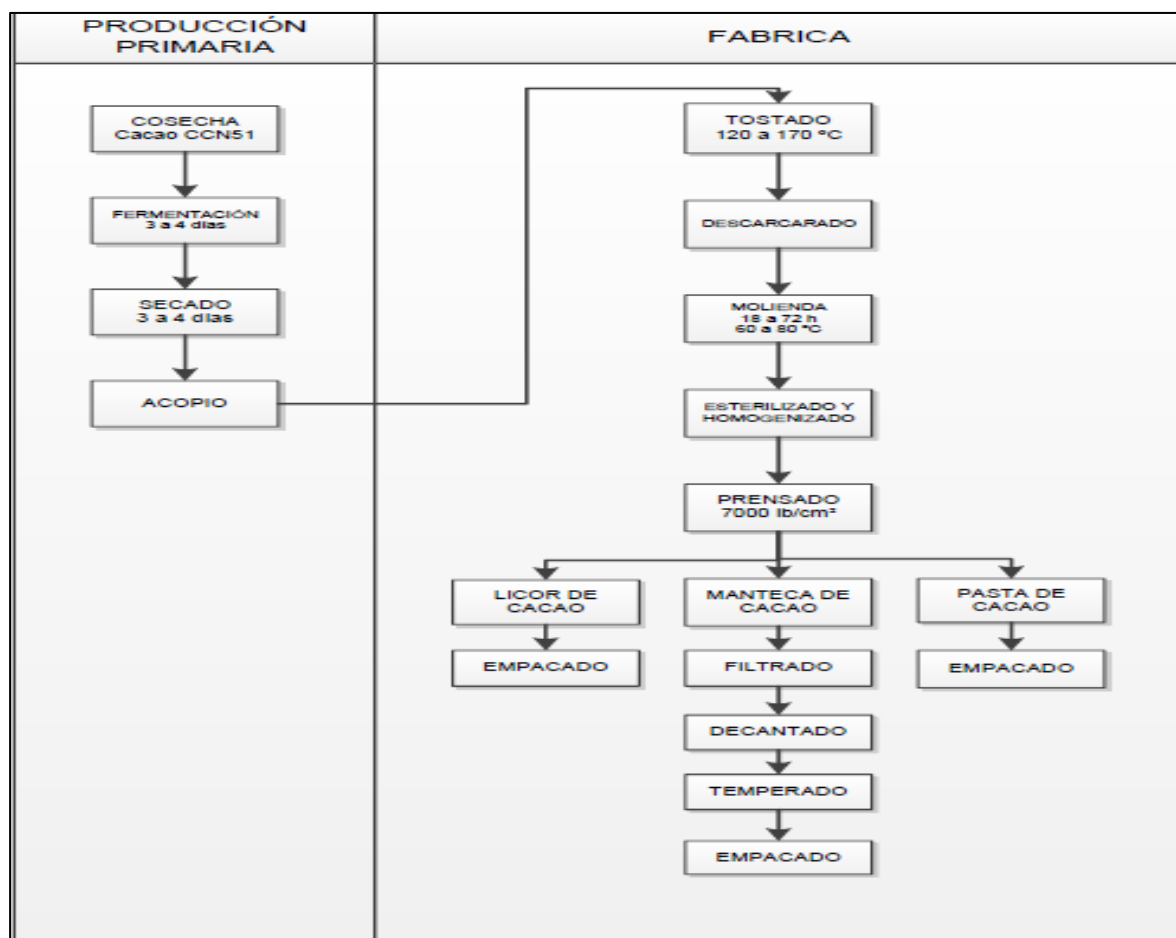 PRODUCCIÓN
PRIMARIA
FABRICA
COSECHA
Cacao CCN51
FERMENTACIÓN
3 a 4 días
SECADO
3 a 4 días
ACOPIO
TOSTADO
120 a 170 ºC
DESCARCARADO
MOLIENDA
18 a 72 h
60 a 80 ºC
ESTERILIZADO Y
HOMOGENIZADO
PRENSADO
7000 lb/cm²
LICOR DE
CACAO
EMPACADO
MANTECA DE
CACAO
FILTRADO
DECANTADO
TEMPERADO
EMPACADO
PASTA DE
CACAO
EMPACADO